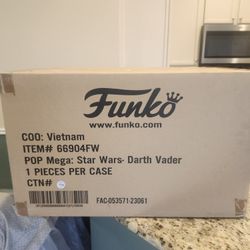 Funko
www.funko.com
COO: Vietnam
ITEM# 66904FW
POP Mega: Star Wars- Darth Vader
1 PIECES PER CASE
CTN#
FAC-053571-23061